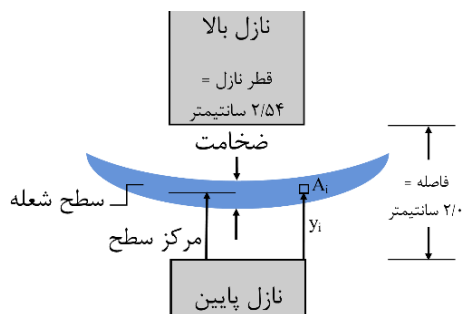 نازل بالا
قطر نازل =
۲/۵۴ سانتیمتر
ضخامت
سطح شعله
A_i
فاصله =
۲/۰ سانتیمتر
مرکز سطح
y_i
نازل پایین